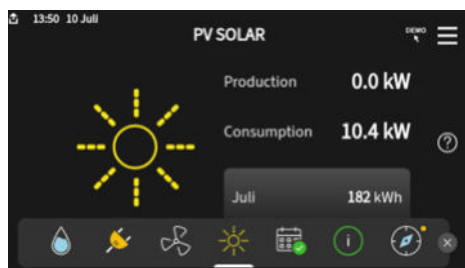 13:50 10 Juli
PV SOLAR
DEMO
Production 0.0 kW
Consumption 10.4 kW
Juli 182 kWh